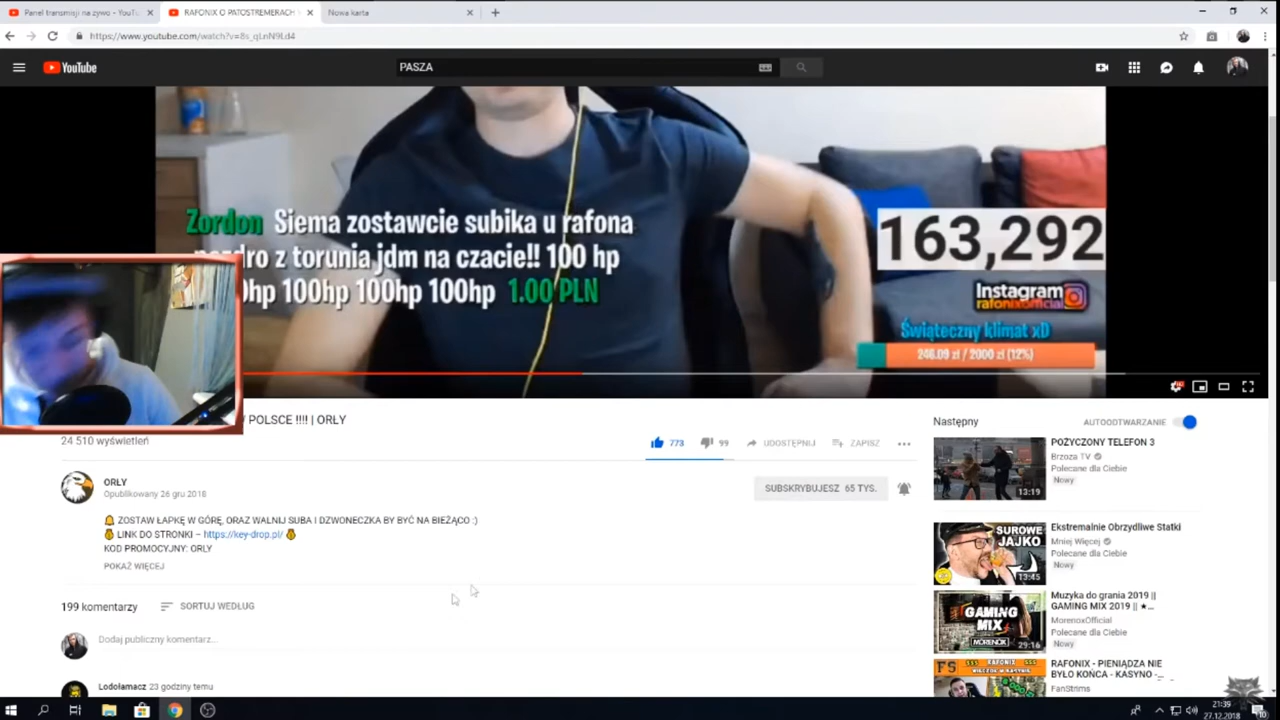 Panel transmisji na żywo - YouT
RAFONIX O PATOSTREMERACH
Nowa karta
https://www.youtube.com/watch?v=8s_qLnN9Ld4
YouTube
PASZA
Zordon Siema zostawcie subika u rafona
z torunia jdm na czacie!! 100 hp
100hp 100hp 100hp 1.00 PLN
163,292
Instagram
rafonixofficial
Świąteczny klimat xD
246.09 zł / 2000 zł (12%)
POLSCE !!!! | ORŁY
24 510 wyświetleń
773
99
UDOSTĘPNIJ
ZAPISZ
ORŁY
Opublikowany 26 gru 2018
SUBSKRYBUJESZ 65 TYS.
ZOSTAW ŁAPKĘ W GÓRĘ, ORAZ WALNIJ SUBA I DZWONECZKA BY BYĆ NA BIEŻĄCO :)
LINK DO STRONKI – https://key-drop.pl/
KOD PROMOCYJNY: ORLY
POKAŻ WIĘCEJ
199 komentarzy
SORTUJ WEDŁUG
Dodaj publiczny komentarz...
Lodołamacz 23 godziny temu
Następny
AUTOODTWARZANIE
POŻYCZONY TELEFON 3
Brzoza TV
Polecane dla Ciebie
Nowy
13:19
Ekstremalnie Obrzydliwe Statki
Mniej Więcej
Polecane dla Ciebie
Nowy
SUROWE
JAJKO
13:45
Muzyka do grania 2019 ||
GAMING MIX 2019 || ★...
MorenoxOfficial
Polecane dla Ciebie
Nowy
GAMING
MIX
MORENOX
29:16
RAFONIX - PIENIĄDZA NIE
BYŁO KOŃCA - KASYNO -...
FanStrims
FS
RAFONIX
21:39
27.12.2018